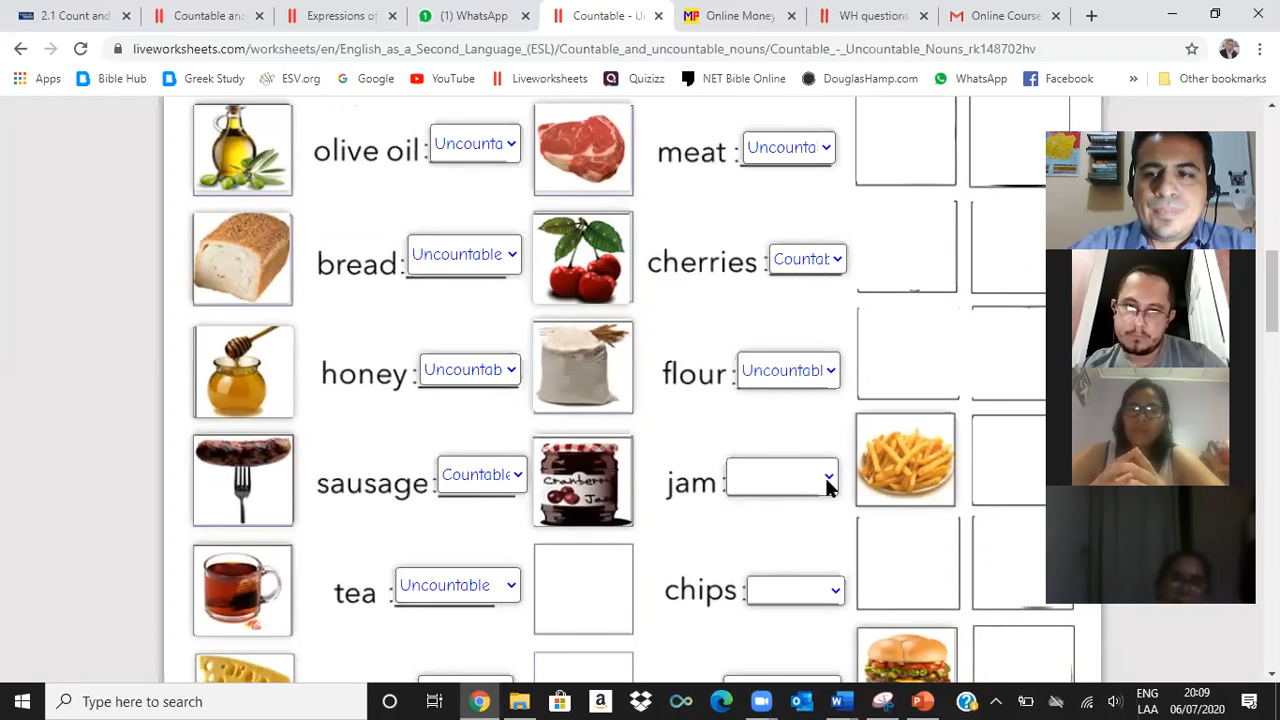 2.1 Count and
Countable and
Expressions of
(1) WhatsApp
Countable - U
Online Money
WH questions
Online Course
liveworksheets.com/worksheets/en/English_as_a_Second_Language_(ESL)/Countable_and_uncountable_nouns/Countable_-_Uncountable_Nouns_rk148702hv
Apps Bible Hub Greek Study ESV.org Google YouTube Liveworksheets Quizizz NET Bible Online DouglasHamp.com WhatsApp Facebook » Other bookmarks
olive oil: Uncounta meat : Uncounta
bread: Uncountable cherries : Countab
honey : Uncountab flour : Uncountabl
sausage: Countable jam :
Cranberry
Jam
tea : Uncountable chips :
Type here to search
ENG 20:09
LAA 06/07/2020